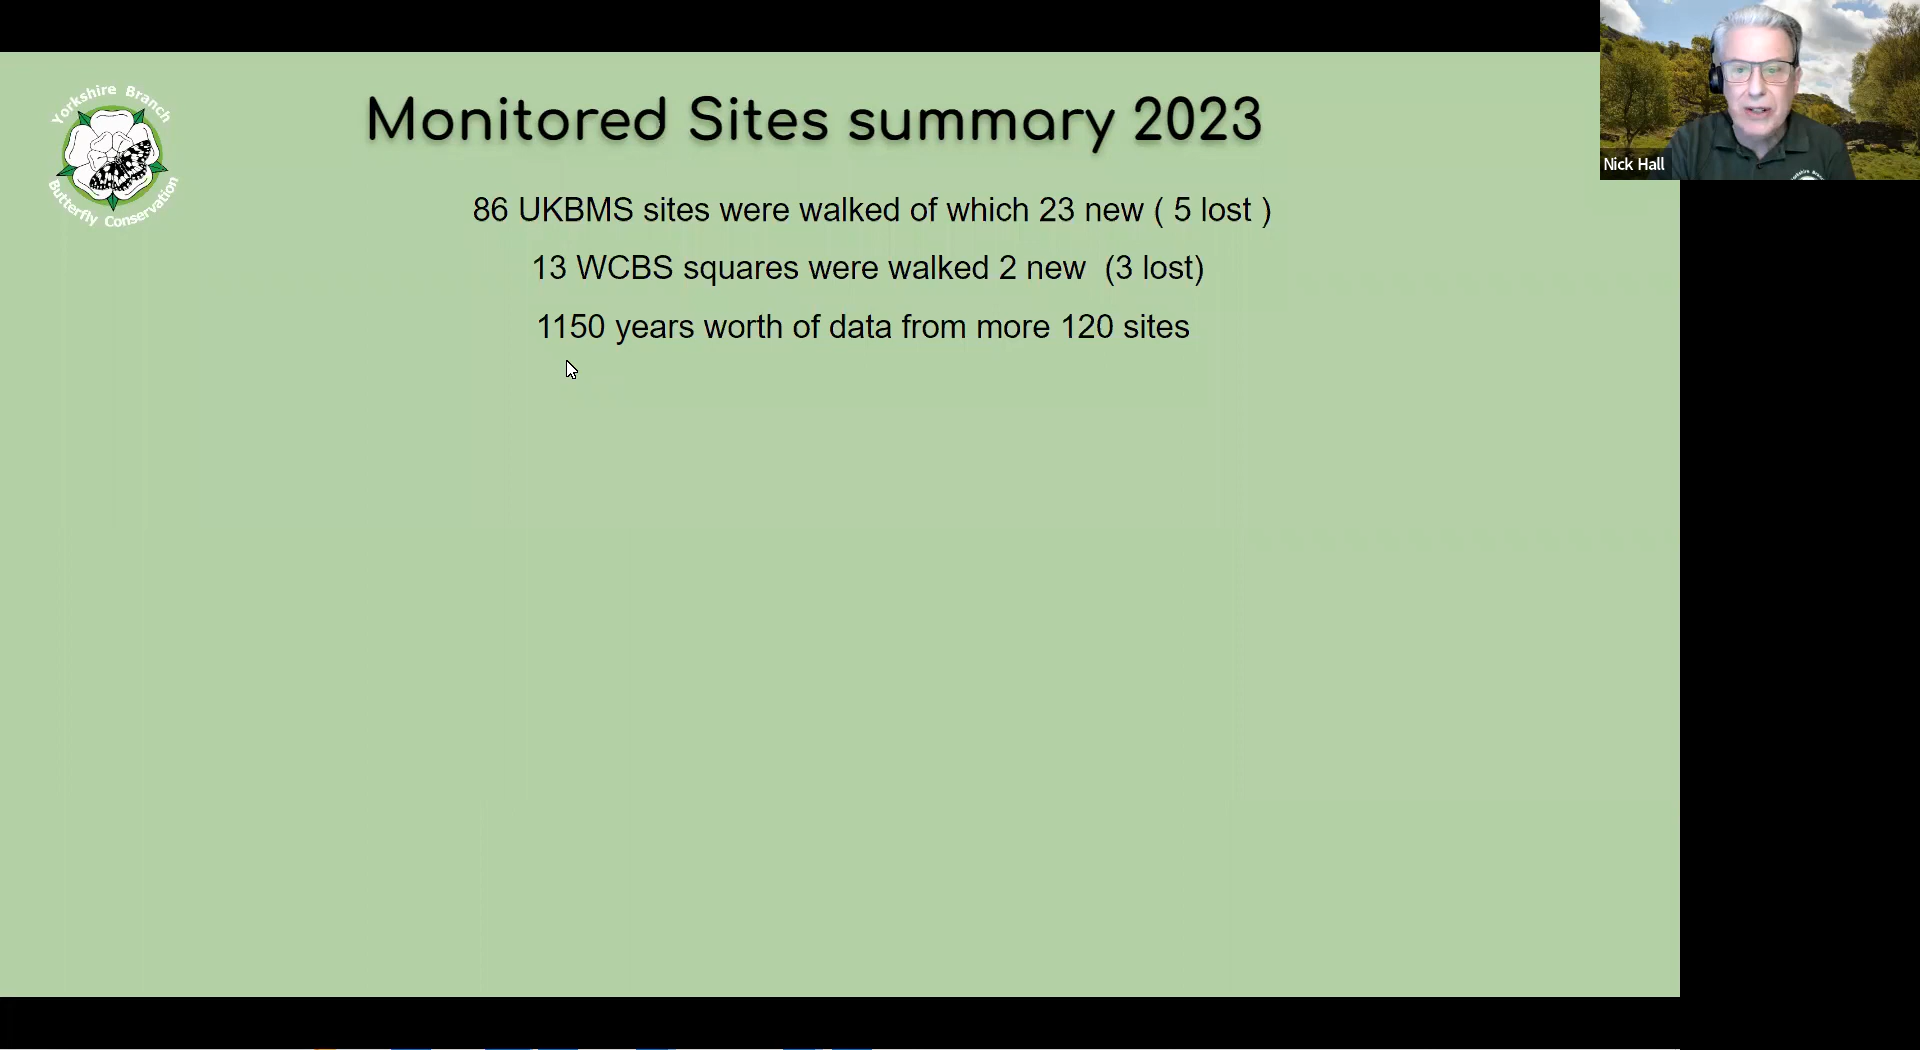 Yorkshire Branch
Butterfly Conservation
Monitored Sites summary 2023
86 UKBMS sites were walked of which 23 new ( 5 lost )
13 WCBS squares were walked 2 new  (3 lost)
1150 years worth of data from more 120 sites
Nick Hall